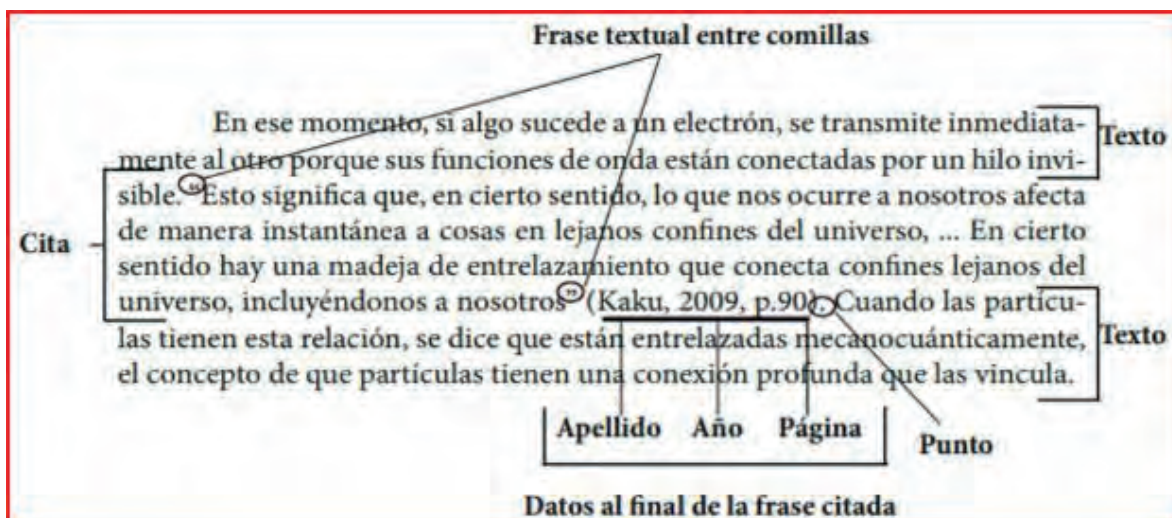 Frase textual entre comillas
En ese momento, si algo sucede a un electrón, se transmite inmediata-
mente al otro porque sus funciones de onda están conectadas por un hilo invi-
sible. “Esto significa que, en cierto sentido, lo que nos ocurre a nosotros afecta
de manera instantánea a cosas en lejanos confines del universo, ... En cierto
sentido hay una madeja de entrelazamiento que conecta confines lejanos del
universo, incluyéndonos a nosotros” (Kaku, 2009, p.90). Cuando las partícu-
las tienen esta relación, se dice que están entrelazadas mecanocuánticamente,
el concepto de que partículas tienen una conexión profunda que las vincula.
Texto
Cita
Texto
Apellido Año Página
Punto
Datos al final de la frase citada